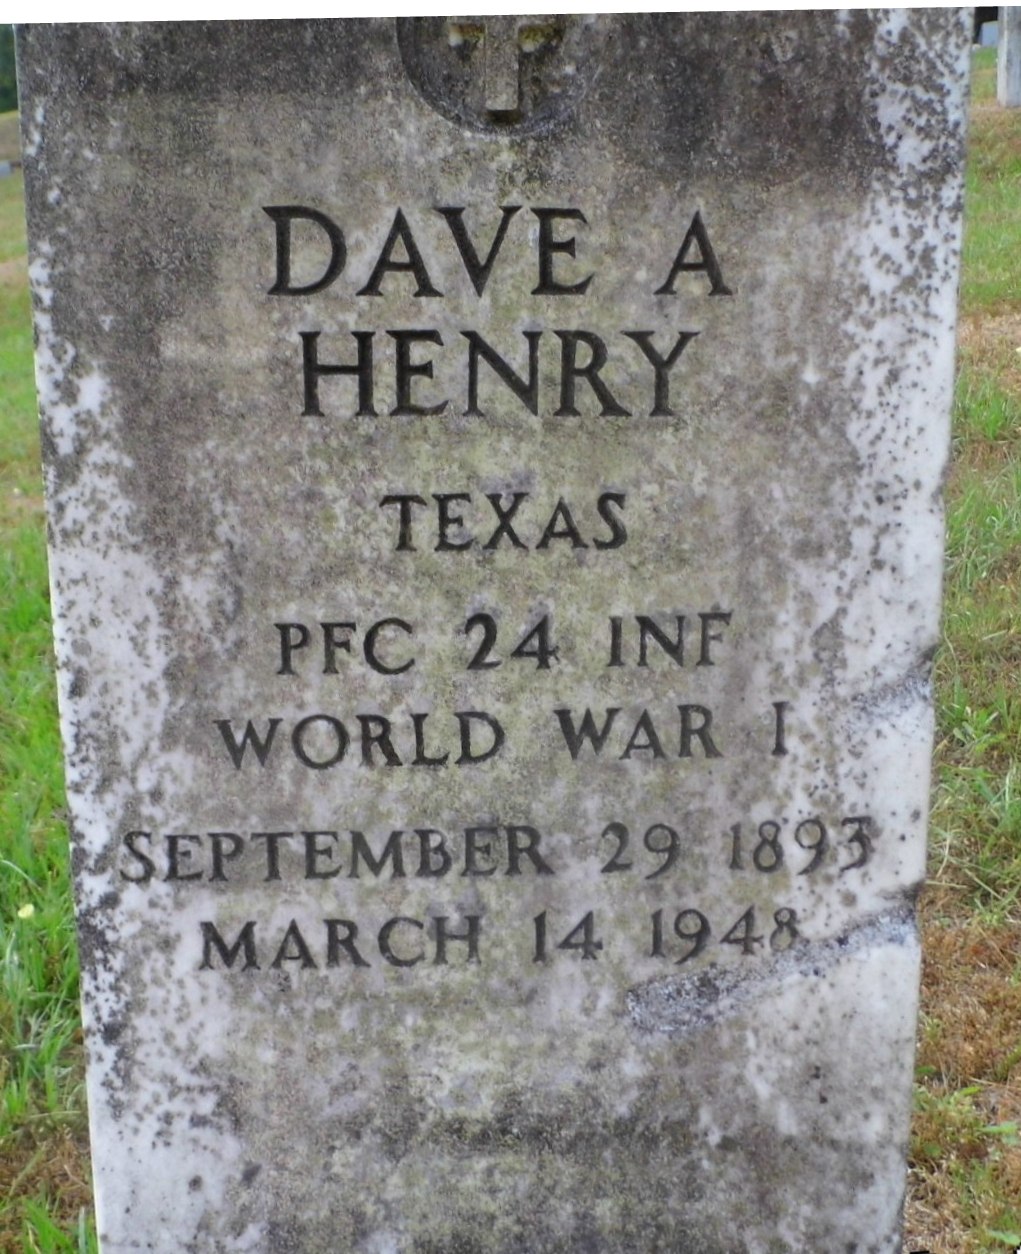 DAVE A
HENRY
TEXAS
PFC 24 INF
WORLD WAR I
SEPTEMBER 29 1893
MARCH 14 1948